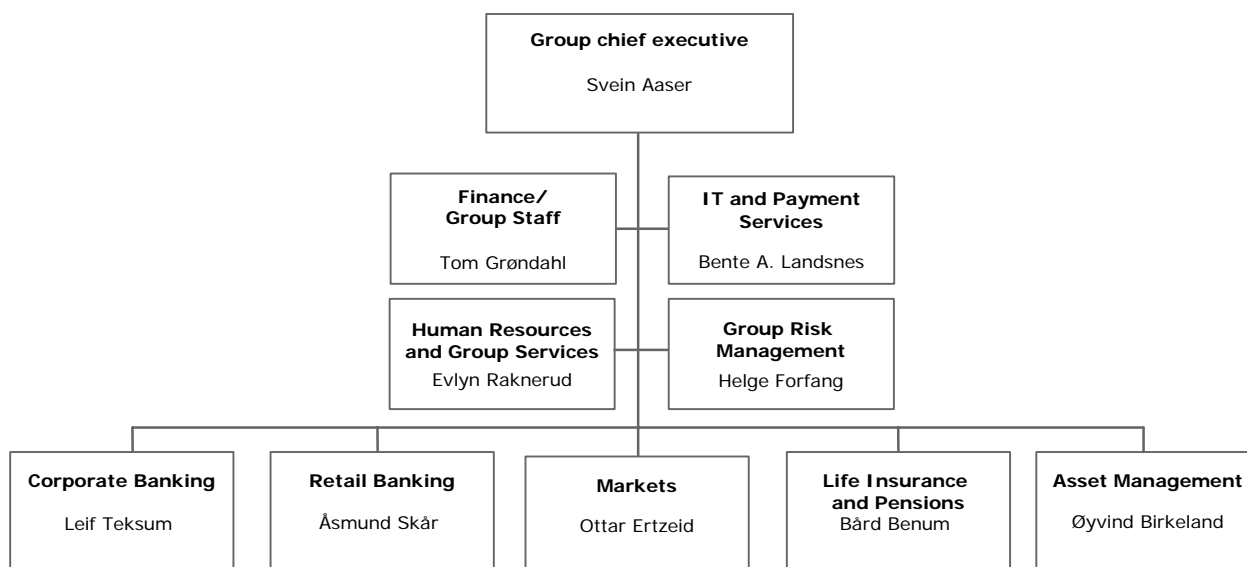 Group chief executive
Svein Aaser
Finance/
Group Staff
Tom Grøndahl
IT and Payment
Services
Bente A. Landsnes
Human Resources
and Group Services
Evlyn Raknerud
Group Risk
Management
Helge Forfang
Corporate Banking
Leif Teksum
Retail Banking
Åsmund Skår
Markets
Ottar Ertzeid
Life Insurance
and Pensions
Bård Benum
Asset Management
Øyvind Birkeland